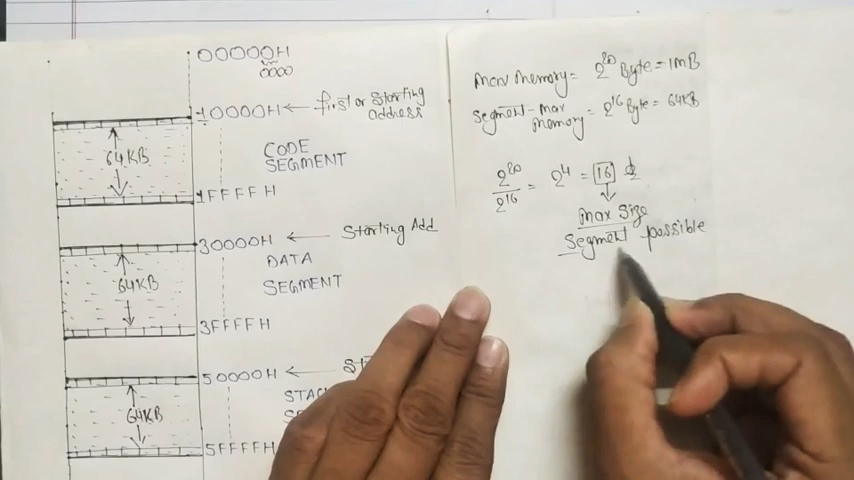 00000H
0000
10000H ← first or starting
address
64KB
CODE
SEGMENT
1FFFFH
30000H ← Starting Add
DATA
64KB
SEGMENT
3FFFFH
50000H ←
STAC
64KB
5FFFFH
Max Memory = 2^20 Byte = 1MB
Segment - Max
Memory = 2^16 Byte = 64KB
2^20
2^16 = 2^4 = 16
Max Size
Segment possible